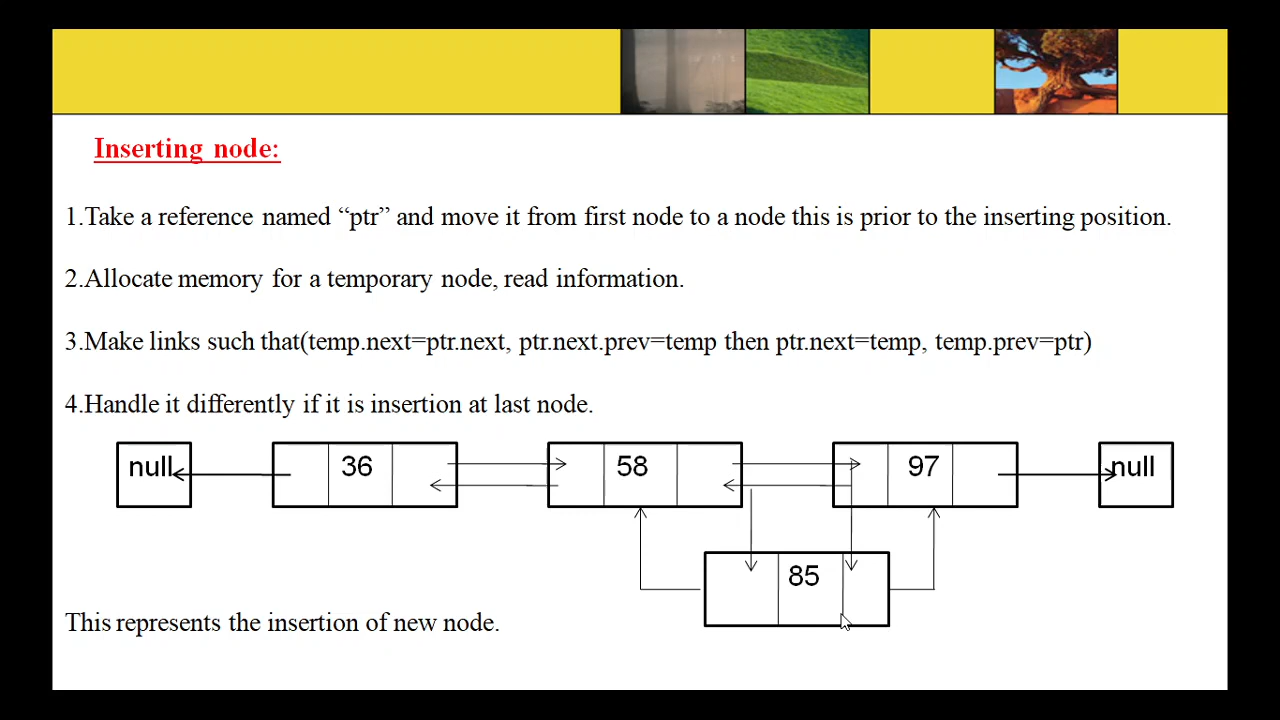 Inserting node:
1.Take a reference named “ptr” and move it from first node to a node this is prior to the inserting position.
2.Allocate memory for a temporary node, read information.
3.Make links such that(temp.next=ptr.next, ptr.next.prev=temp then ptr.next=temp, temp.prev=ptr)
4.Handle it differently if it is insertion at last node.
null 36 58 97 null
85
This represents the insertion of new node.